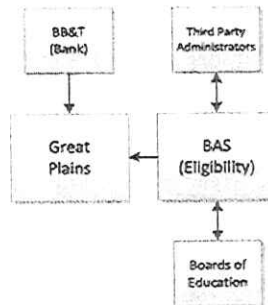 BB&T
(Bank)
Third Party
Administrators
Great
Plains
BAS
(Eligibility)
Boards of
Education